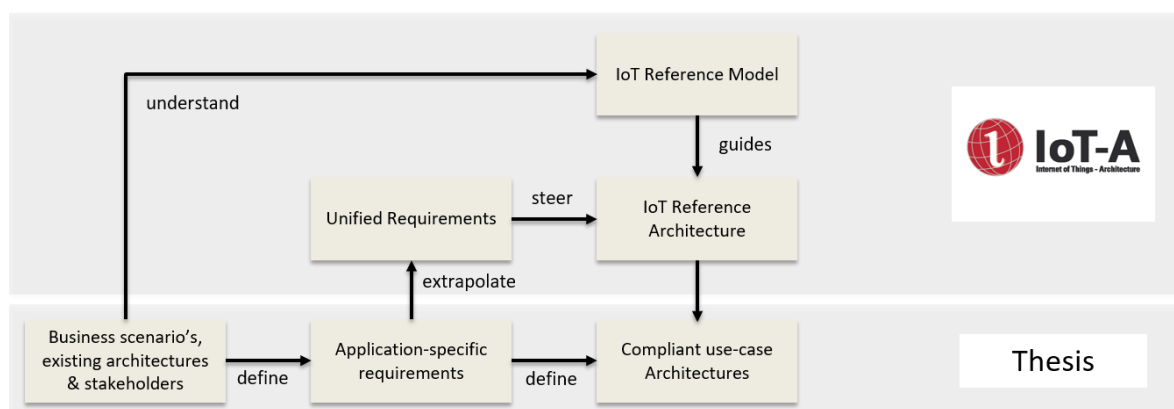 IoT Reference Model
understand
guides
IoT-A
Internet of Things - Architecture
Unified Requirements
steer
IoT Reference
Architecture
extrapolate
Business scenario's,
existing architectures
& stakeholders
define
Application-specific
requirements
define
Compliant use-case
Architectures
Thesis